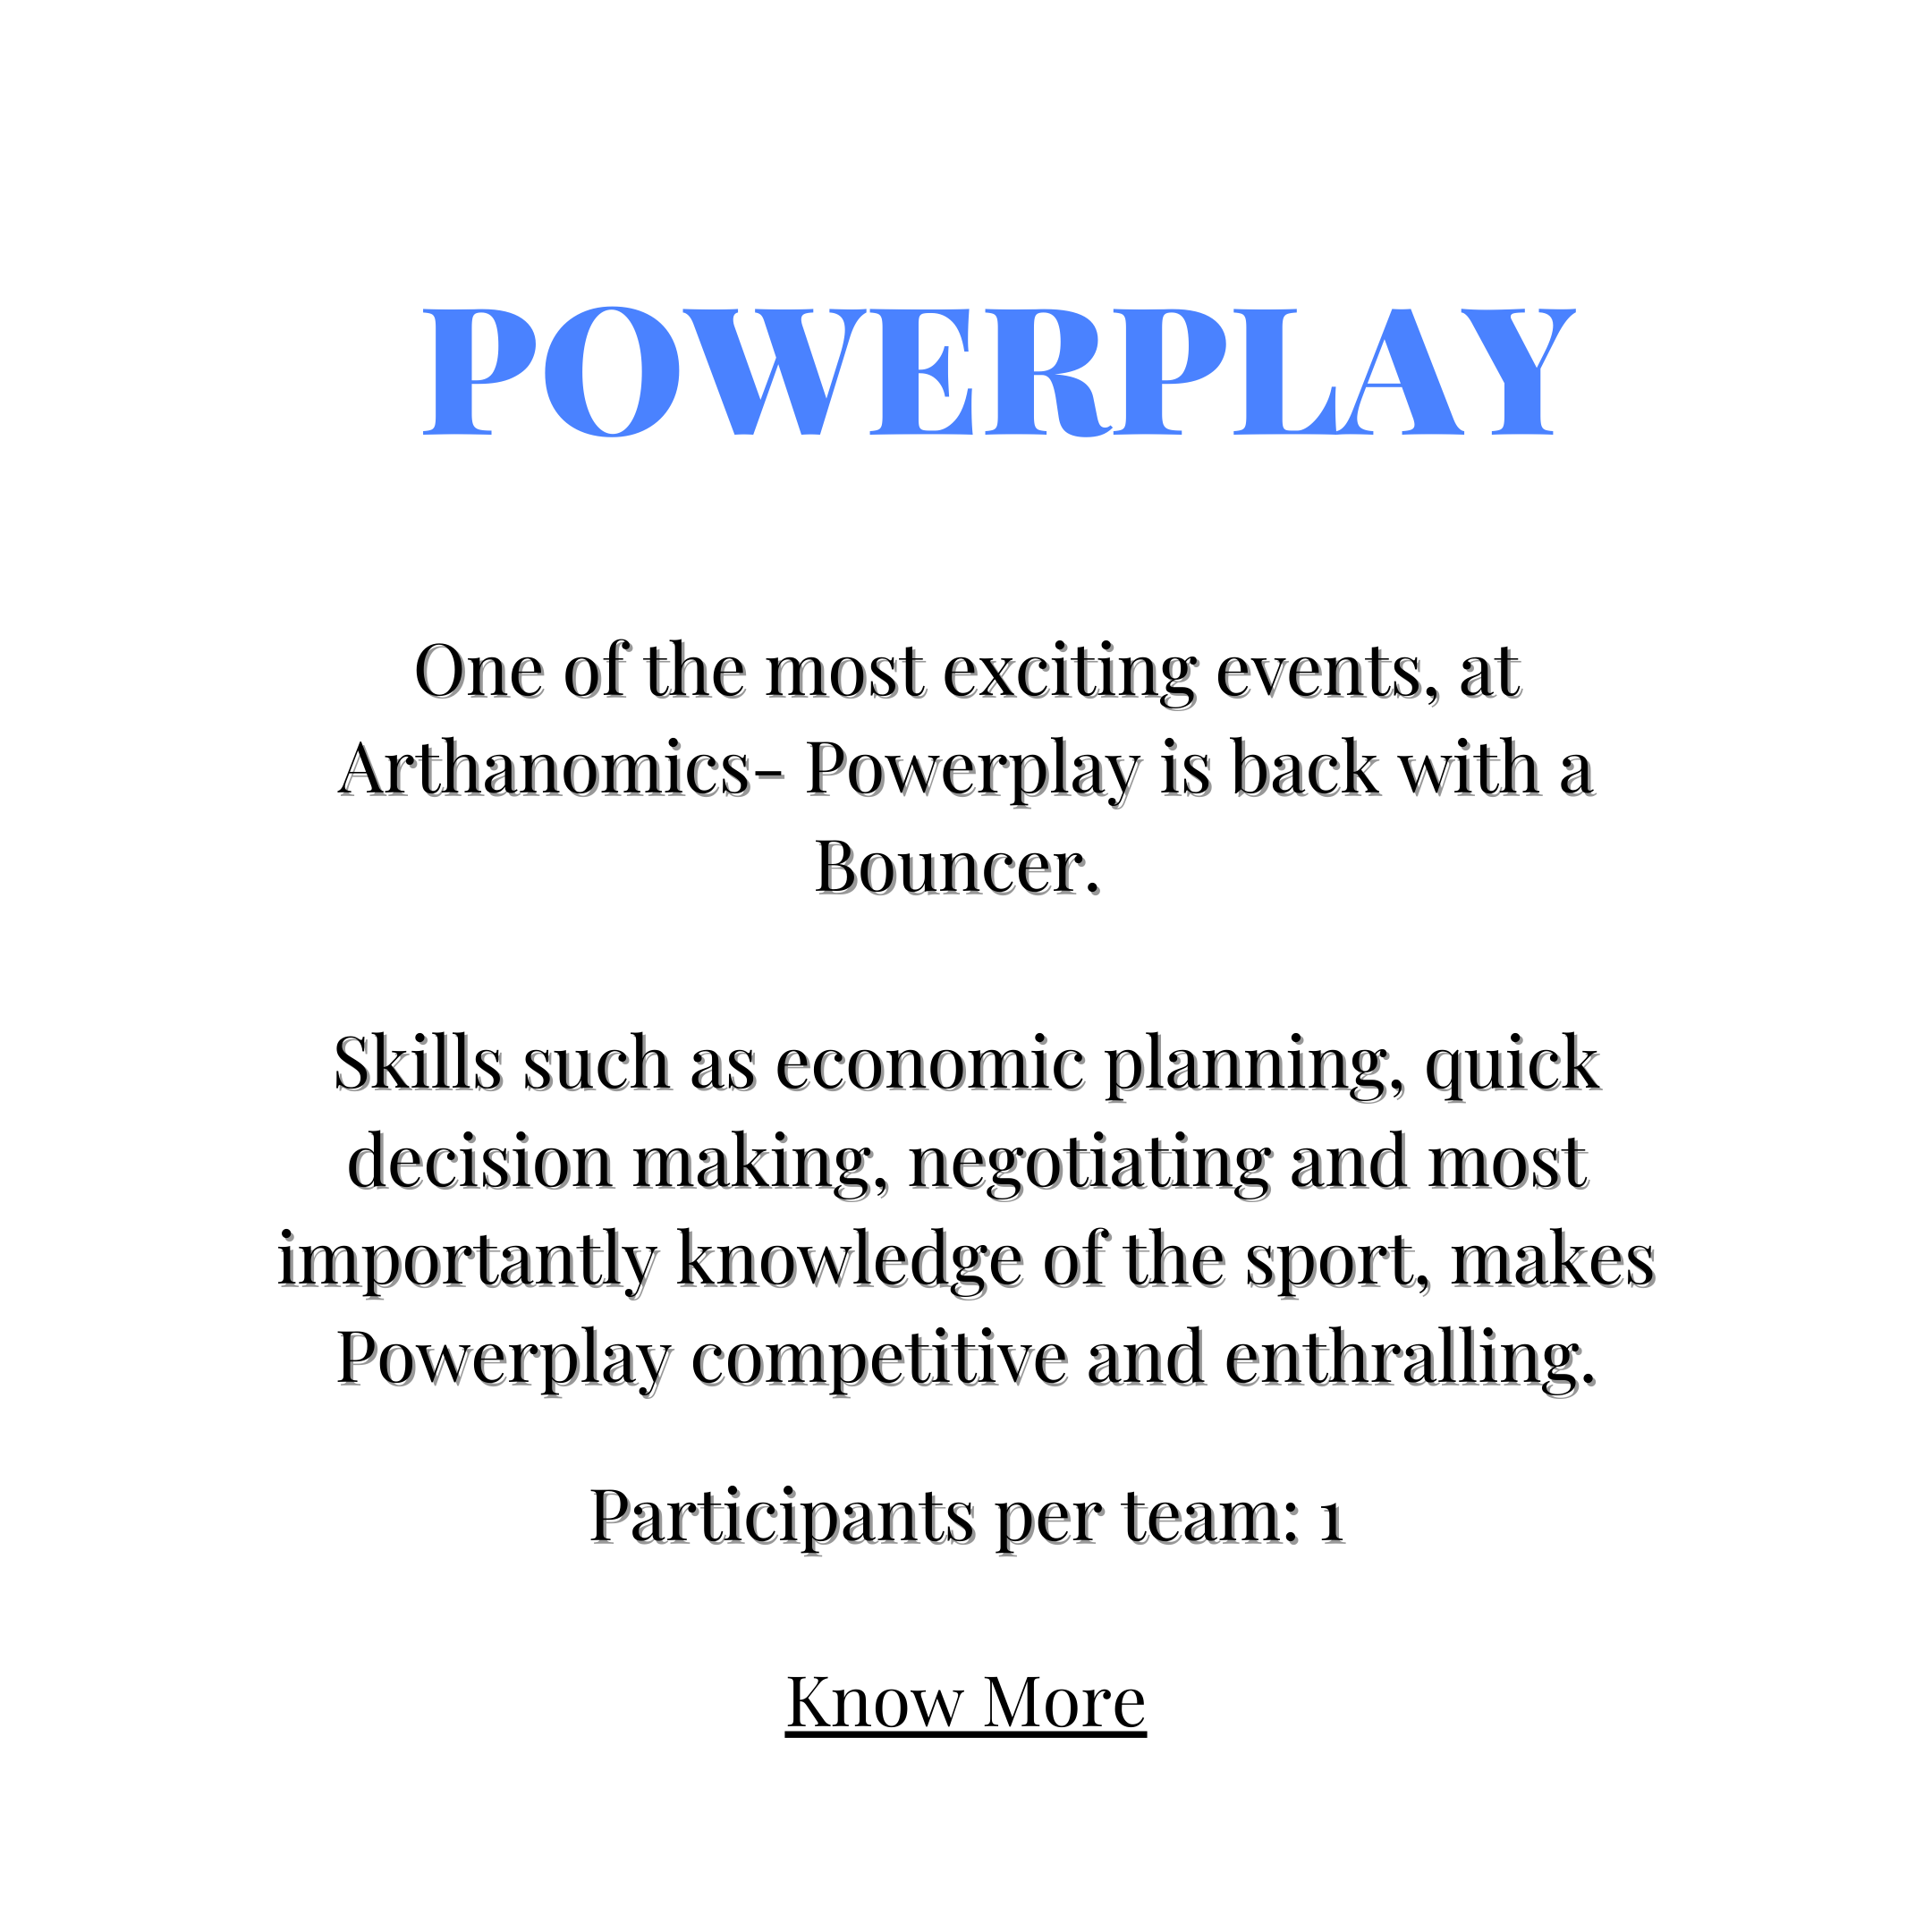 POWERPLAY
One of the most exciting events, at
Arthanomics- Powerplay is back with a
Bouncer.
Skills such as economic planning, quick
decision making, negotiating and most
importantly knowledge of the sport, makes
Powerplay competitive and enthralling.
Participants per team: 1
Know More